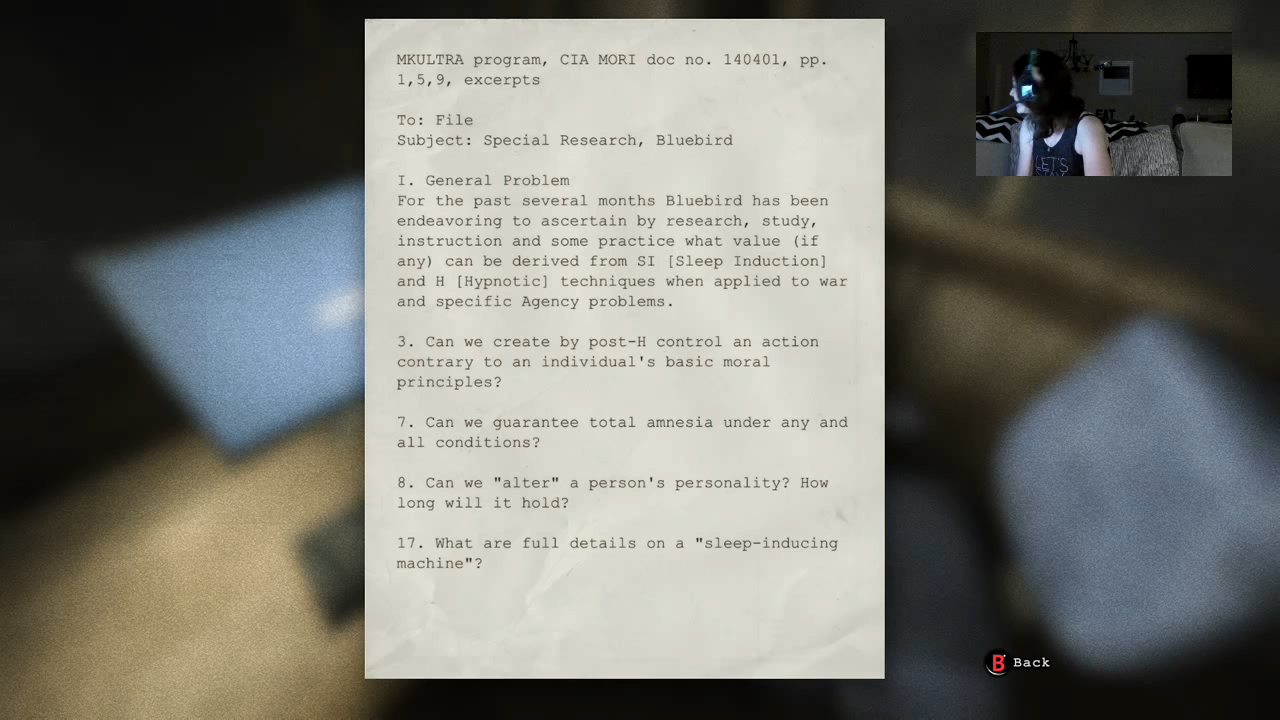 MKULTRA program, CIA MORI doc no. 140401, pp.
1,5,9, excerpts
To: File
Subject: Special Research, Bluebird
I. General Problem
For the past several months Bluebird has been
endeavoring to ascertain by research, study,
instruction and some practice what value (if
any) can be derived from SI [Sleep Induction]
and H [Hypnotic] techniques when applied to war
and specific Agency problems.
3. Can we create by post-H control an action
contrary to an individual's basic moral
principles?
7. Can we guarantee total amnesia under any and
all conditions?
8. Can we "alter" a person's personality? How
long will it hold?
17. What are full details on a "sleep-inducing
machine"?
EAT
LET'S
B Back